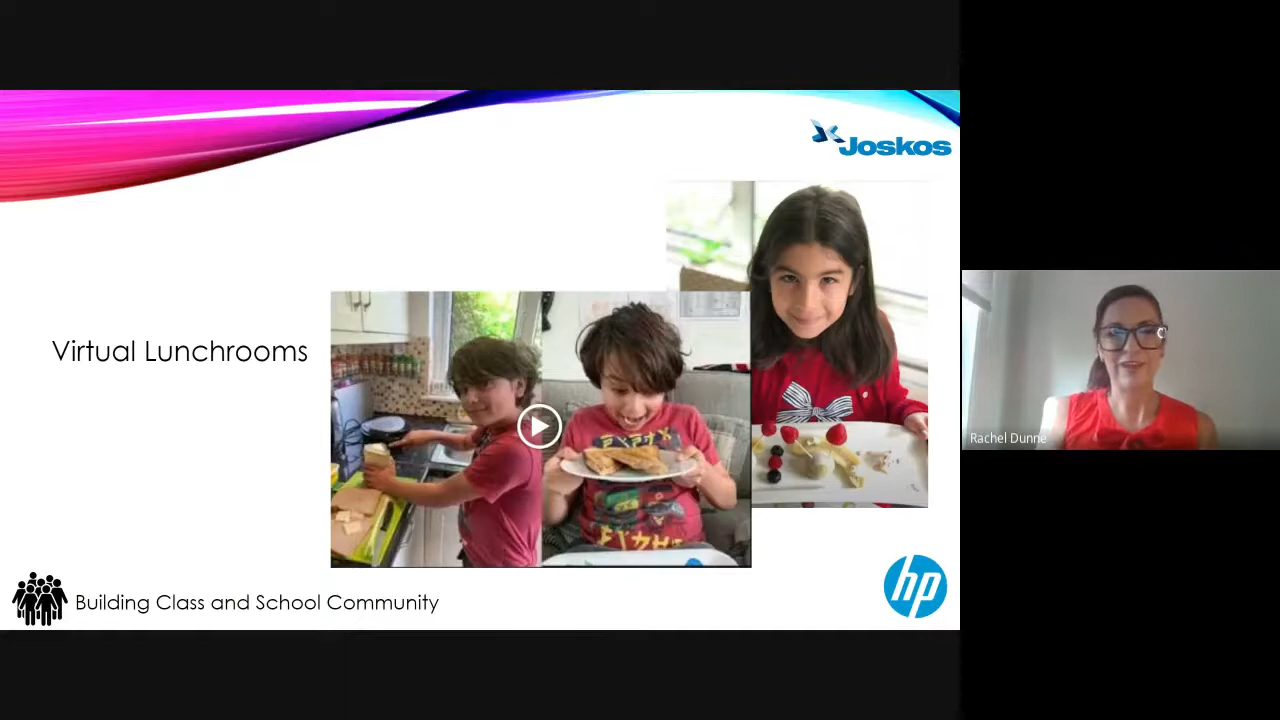 Joskos
Virtual Lunchrooms
Rachel Dunne
hp
Building Class and School Community